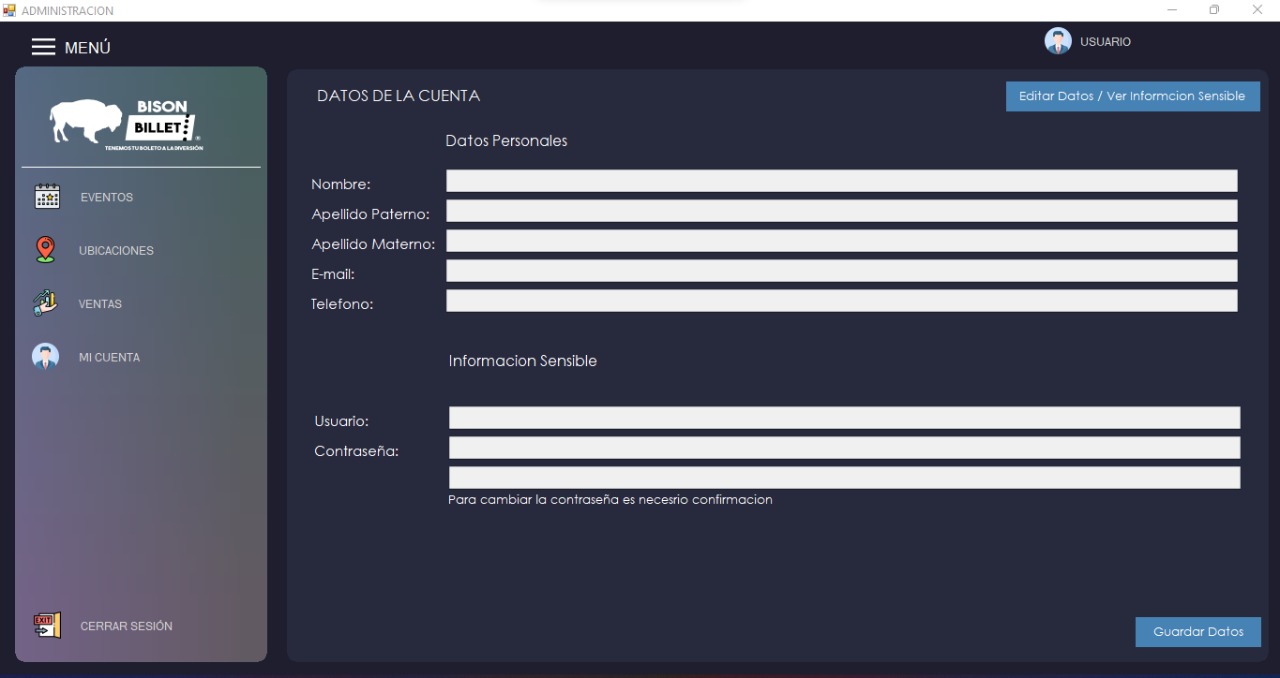 ADMINISTRACION
MENÚ
USUARIO
BISON
BILLET
®
TENEMOS TU BOLETO A LA DIVERSIÓN
EVENTOS
UBICACIONES
VENTAS
MI CUENTA
EXIT
CERRAR SESIÓN
DATOS DE LA CUENTA
Editar Datos / Ver Informcion Sensible
Datos Personales
Nombre:
Apellido Paterno:
Apellido Materno:
E-mail:
Telefono:
Informacion Sensible
Usuario:
Contraseña:
Para cambiar la contraseña es necesrio confirmacion
Guardar Datos